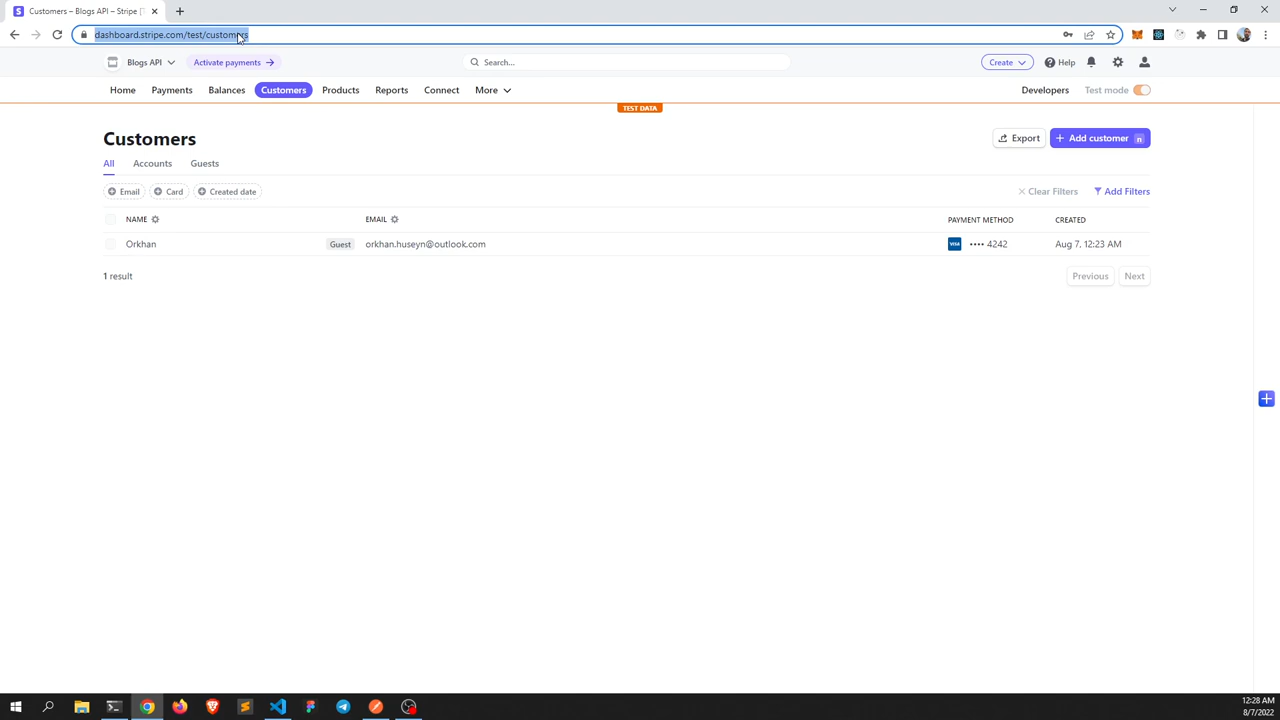 Customers – Blogs API – Stripe [T
dashboard.stripe.com/test/customers
Blogs API
Activate payments
Search...
Create
Help
Home
Payments
Balances
Customers
Products
Reports
Connect
More
Developers
Test mode
TEST DATA
Customers
Export
Add customer n
All
Accounts
Guests
Email
Card
Created date
Clear Filters
Add Filters
NAME
EMAIL
PAYMENT METHOD
CREATED
Orkhan
Guest
orkhan.huseyn@outlook.com
VISA
•••• 4242
Aug 7, 12:23 AM
1 result
Previous
Next
12:28 AM
8/7/2022